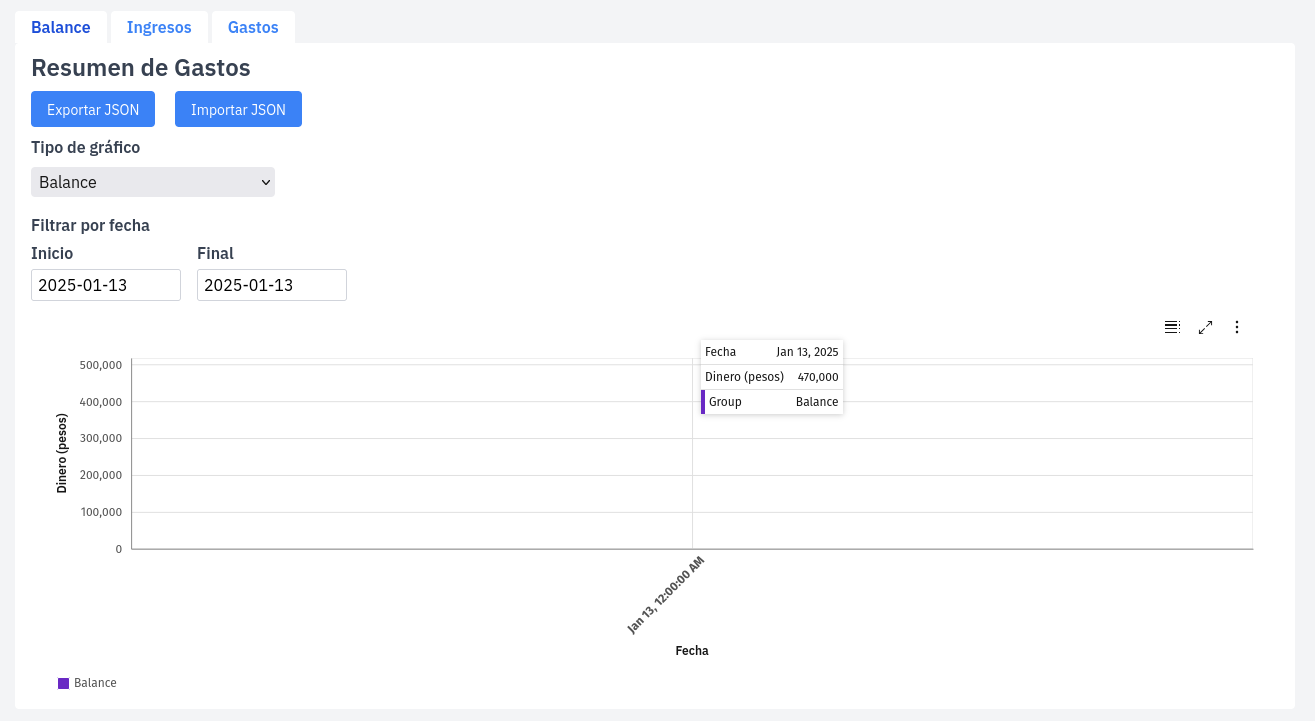 Balance Ingresos Gastos
Resumen de Gastos
Exportar JSON Importar JSON
Tipo de gráfico
Balance
Filtrar por fecha
Inicio Final
2025-01-13 2025-01-13
Fecha Jan 13, 2025
Dinero (pesos) 470,000
Group Balance
Dinero (pesos)
500,000
400,000
300,000
200,000
100,000
0
Jan 13, 12:00:00 AM
Fecha
Balance